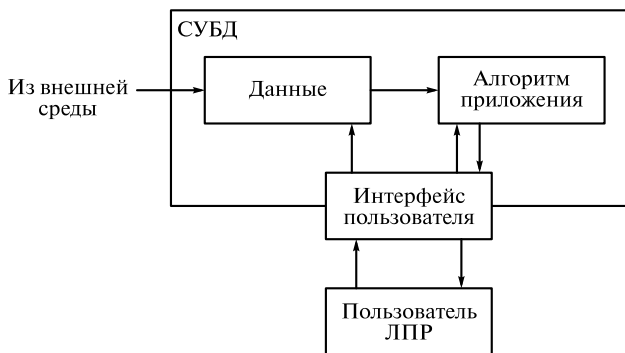 СУБД
Из внешней
среды
Данные
Алгоритм
приложения
Интерфейс
пользователя
Пользователь
ЛПР